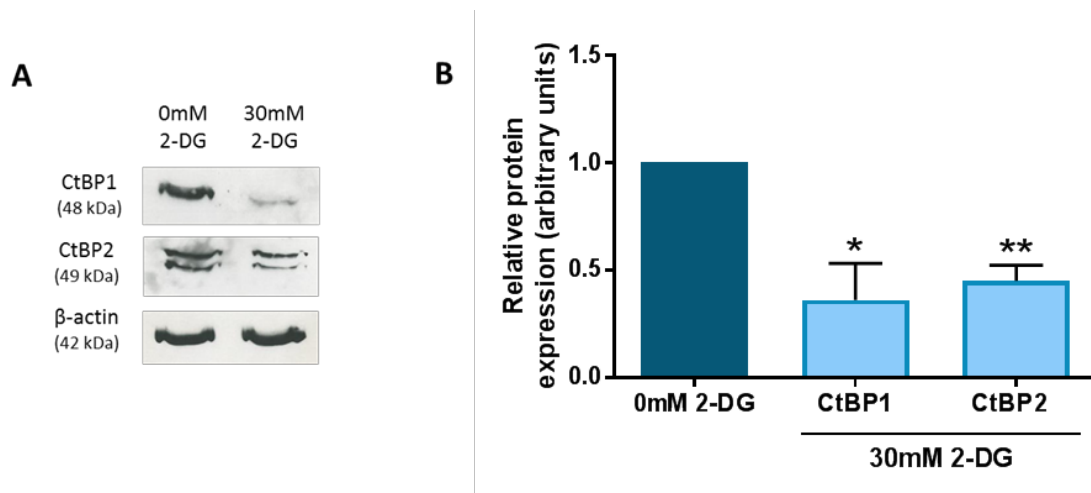 A
0mM 30mM
2-DG 2-DG
CtBP1
(48 kDa)
CtBP2
(49 kDa)
β-actin
(42 kDa)
B
Relative protein
expression (arbitrary units)
1.5
1.0
0.5
0.0
*
**
0mM 2-DG CtBP1 CtBP2
30mM 2-DG